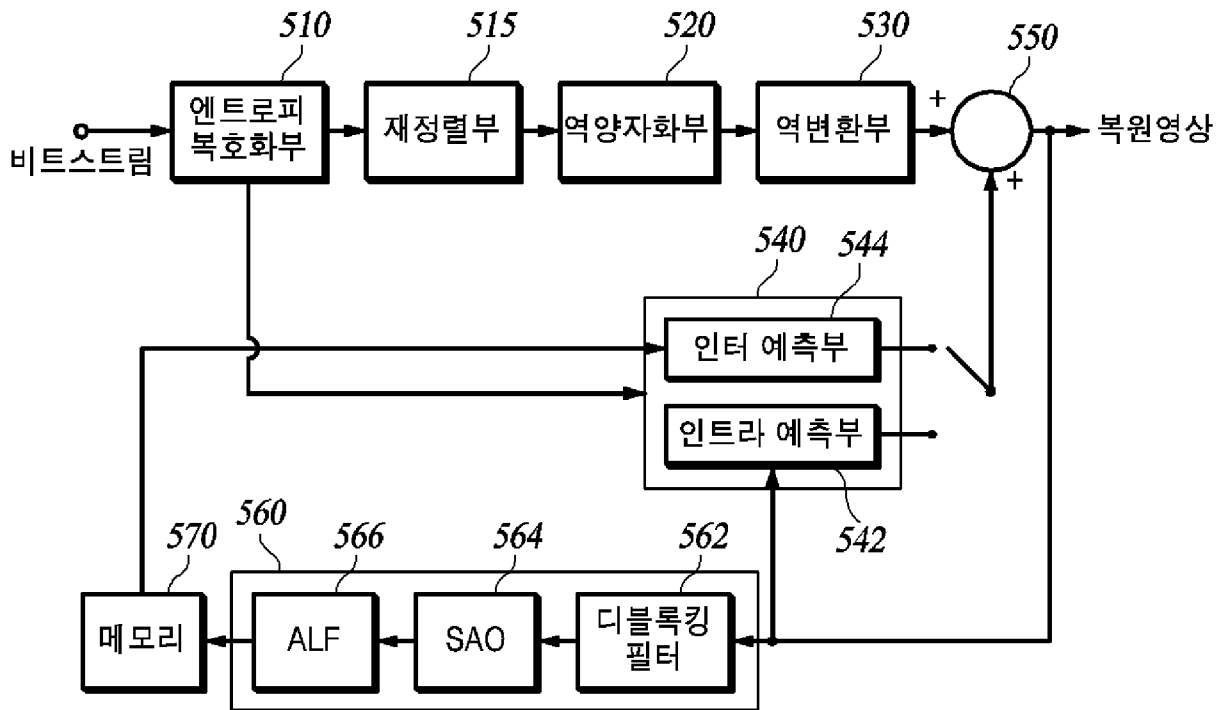 510
515
520
530
550
엔트로피
복호화부
재정렬부
역양자화부
역변환부
+
복원영상
비트스트림
+
540
544
인터 예측부
인트라 예측부
542
560
570
566
564
562
메모리
ALF
SAO
디블록킹
필터